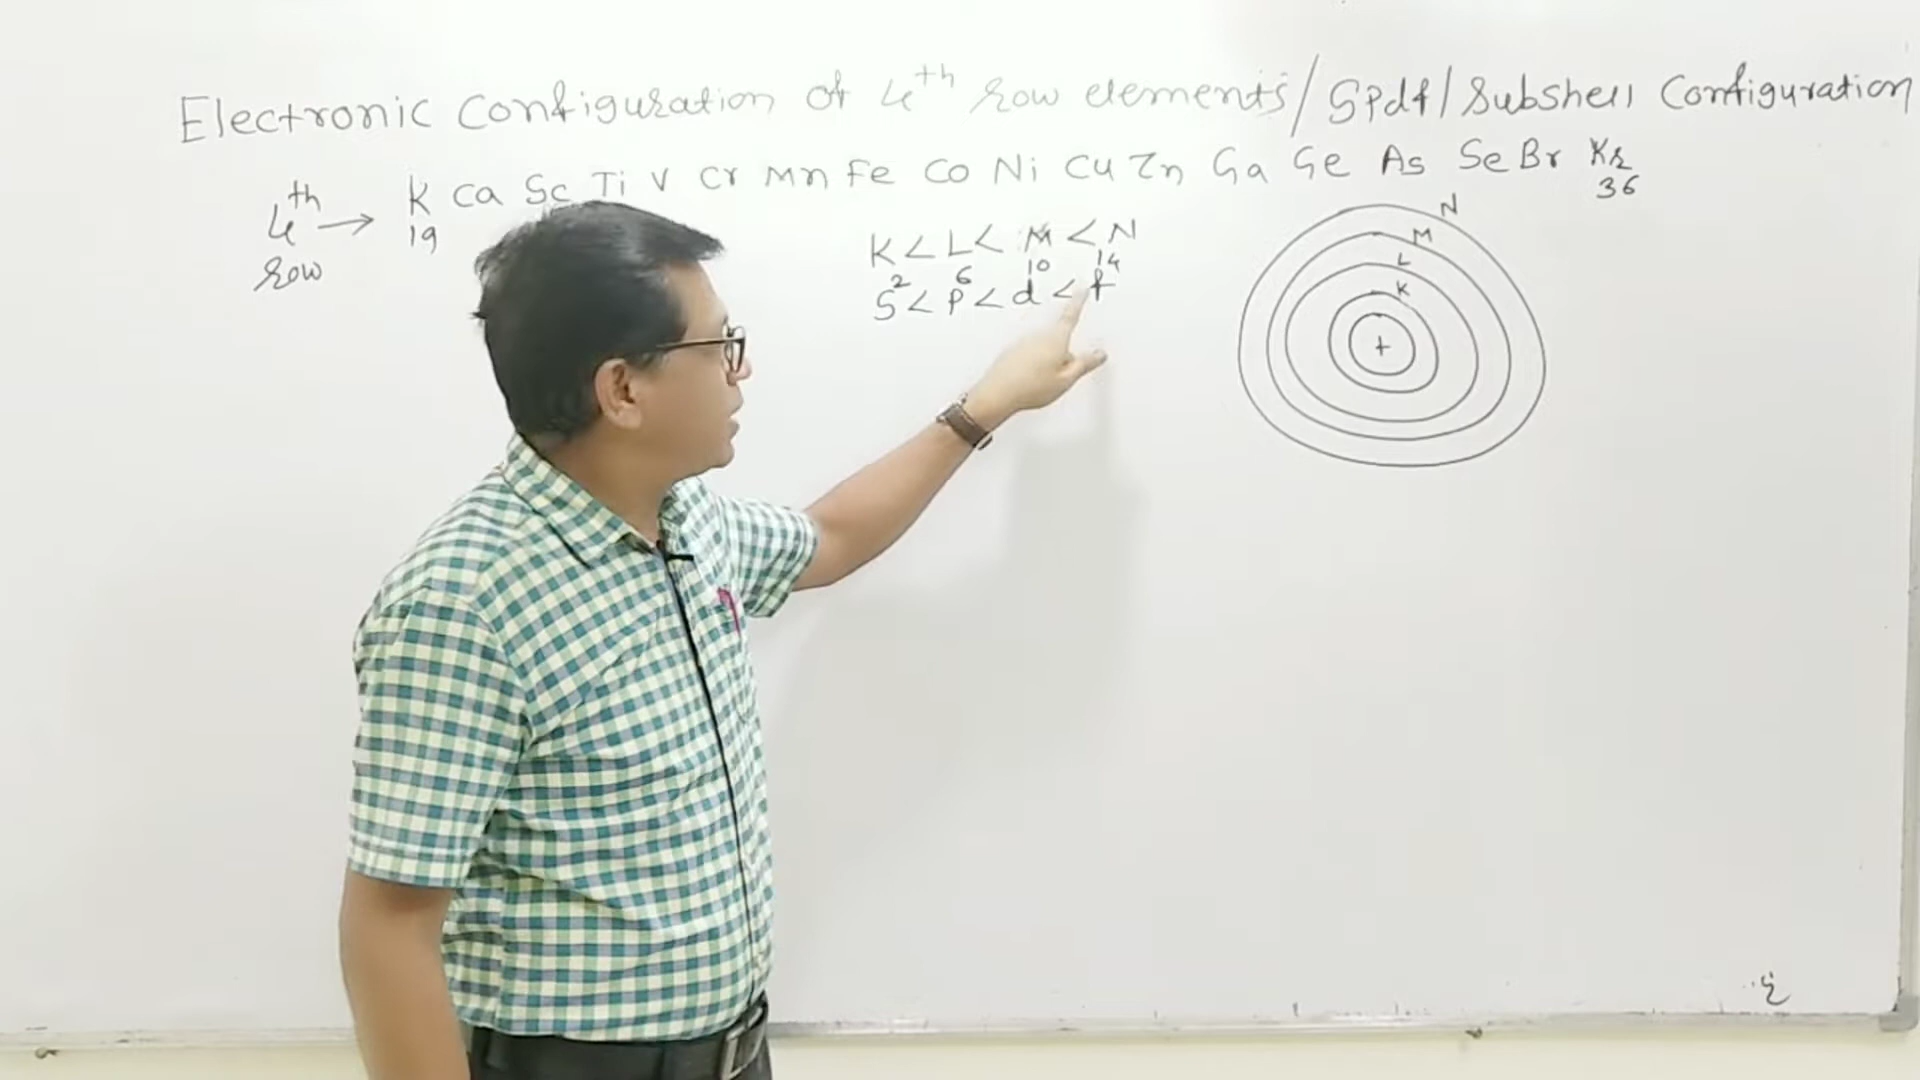 Electronic Configuration of 4th row elements/Spdf/Subshell Configuration
4th row → K Ca Sc Ti V Cr Mn Fe Co Ni Cu Zn Ga Ge As Se Br Kr
19 36
K < L < M < N
2 6 10 14
S < P < d < f
N
M
L
K
+